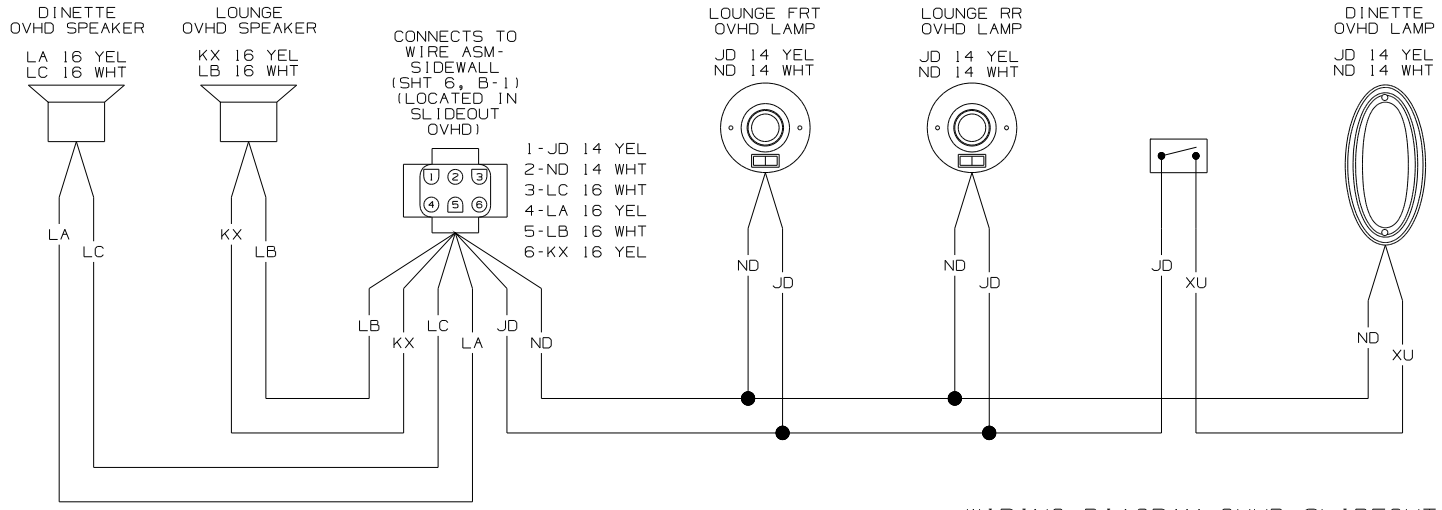 DINETTE
OVHD SPEAKER
LA 16 YEL
LC 16 WHT
LOUNGE
OVHD SPEAKER
KX 16 YEL
LB 16 WHT
CONNECTS TO
WIRE ASM-
SIDEWALL
(SHT 6, B-1)
(LOCATED IN
SLIDEOUT
OVHD)
1-JD 14 YEL
2-ND 14 WHT
3-LC 16 WHT
4-LA 16 YEL
5-LB 16 WHT
6-KX 16 YEL
1 2 3
4 5 6
LOUNGE FRT
OVHD LAMP
JD 14 YEL
ND 14 WHT
LOUNGE RR
OVHD LAMP
JD 14 YEL
ND 14 WHT
DINETTE
OVHD LAMP
JD 14 YEL
ND 14 WHT
LA
LC
KX
LB
LB
KX
LC
LA
JD
ND
ND
JD
ND
JD
JD
XU
ND
XU